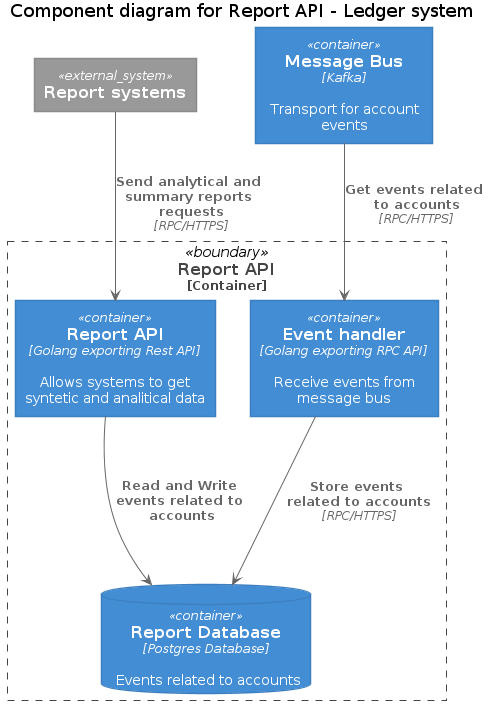 Component diagram for Report API - Ledger system
«external_system»
Report systems
«container»
Message Bus
[Kafka]
Transport for account
events
Send analytical and
summary reports
requests
[RPC/HTTPS]
Get events related
to accounts
[RPC/HTTPS]
«boundary»
Report API
[Container]
«container»
Report API
[Golang exporting Rest API]
Allows systems to get
syntetic and analitical data
«container»
Event handler
[Golang exporting RPC API]
Receive events from
message bus
Read and Write
events related to
accounts
Store events
related to accounts
[RPC/HTTPS]
«container»
Report Database
[Postgres Database]
Events related to accounts